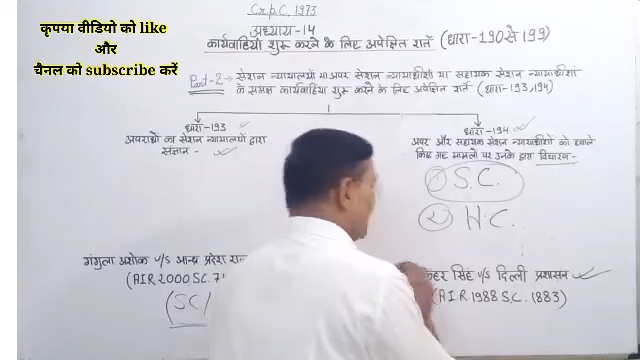 Cr.p.C. 1973
अध्याय-14
कार्यवाहियाँ शुरू करने के लिए अपेक्षित शर्ते (धारा-190 से 199)
कृपया वीडियो को like
और
चैनल को subscribe करें
Part-2→ सेशन न्यायालयों या अपर सेशन न्यायाधीशों या सहायक सेशन न्यायाधीशों
के समक्ष कार्यवाहियां शुरू करने के लिए अपेक्षित शर्ते (धारा-193,194)
धारा-193
अपराधों का सेशन न्यायालयों द्वारा
संज्ञान-
धारा-194
अपर और सहायक सेशन न्यायाधीशों को हवाले
किए गए मामलों पर उनके द्वारा विचारण-
① S.C.
② H.C.
गंगुला अशोक v/s आन्ध्र प्रदेश
(AIR 2000 S.C.
(SC/
केहर सिंह v/s दिल्ली प्रशासन
(A.I.R 1988 S.C. 1883)